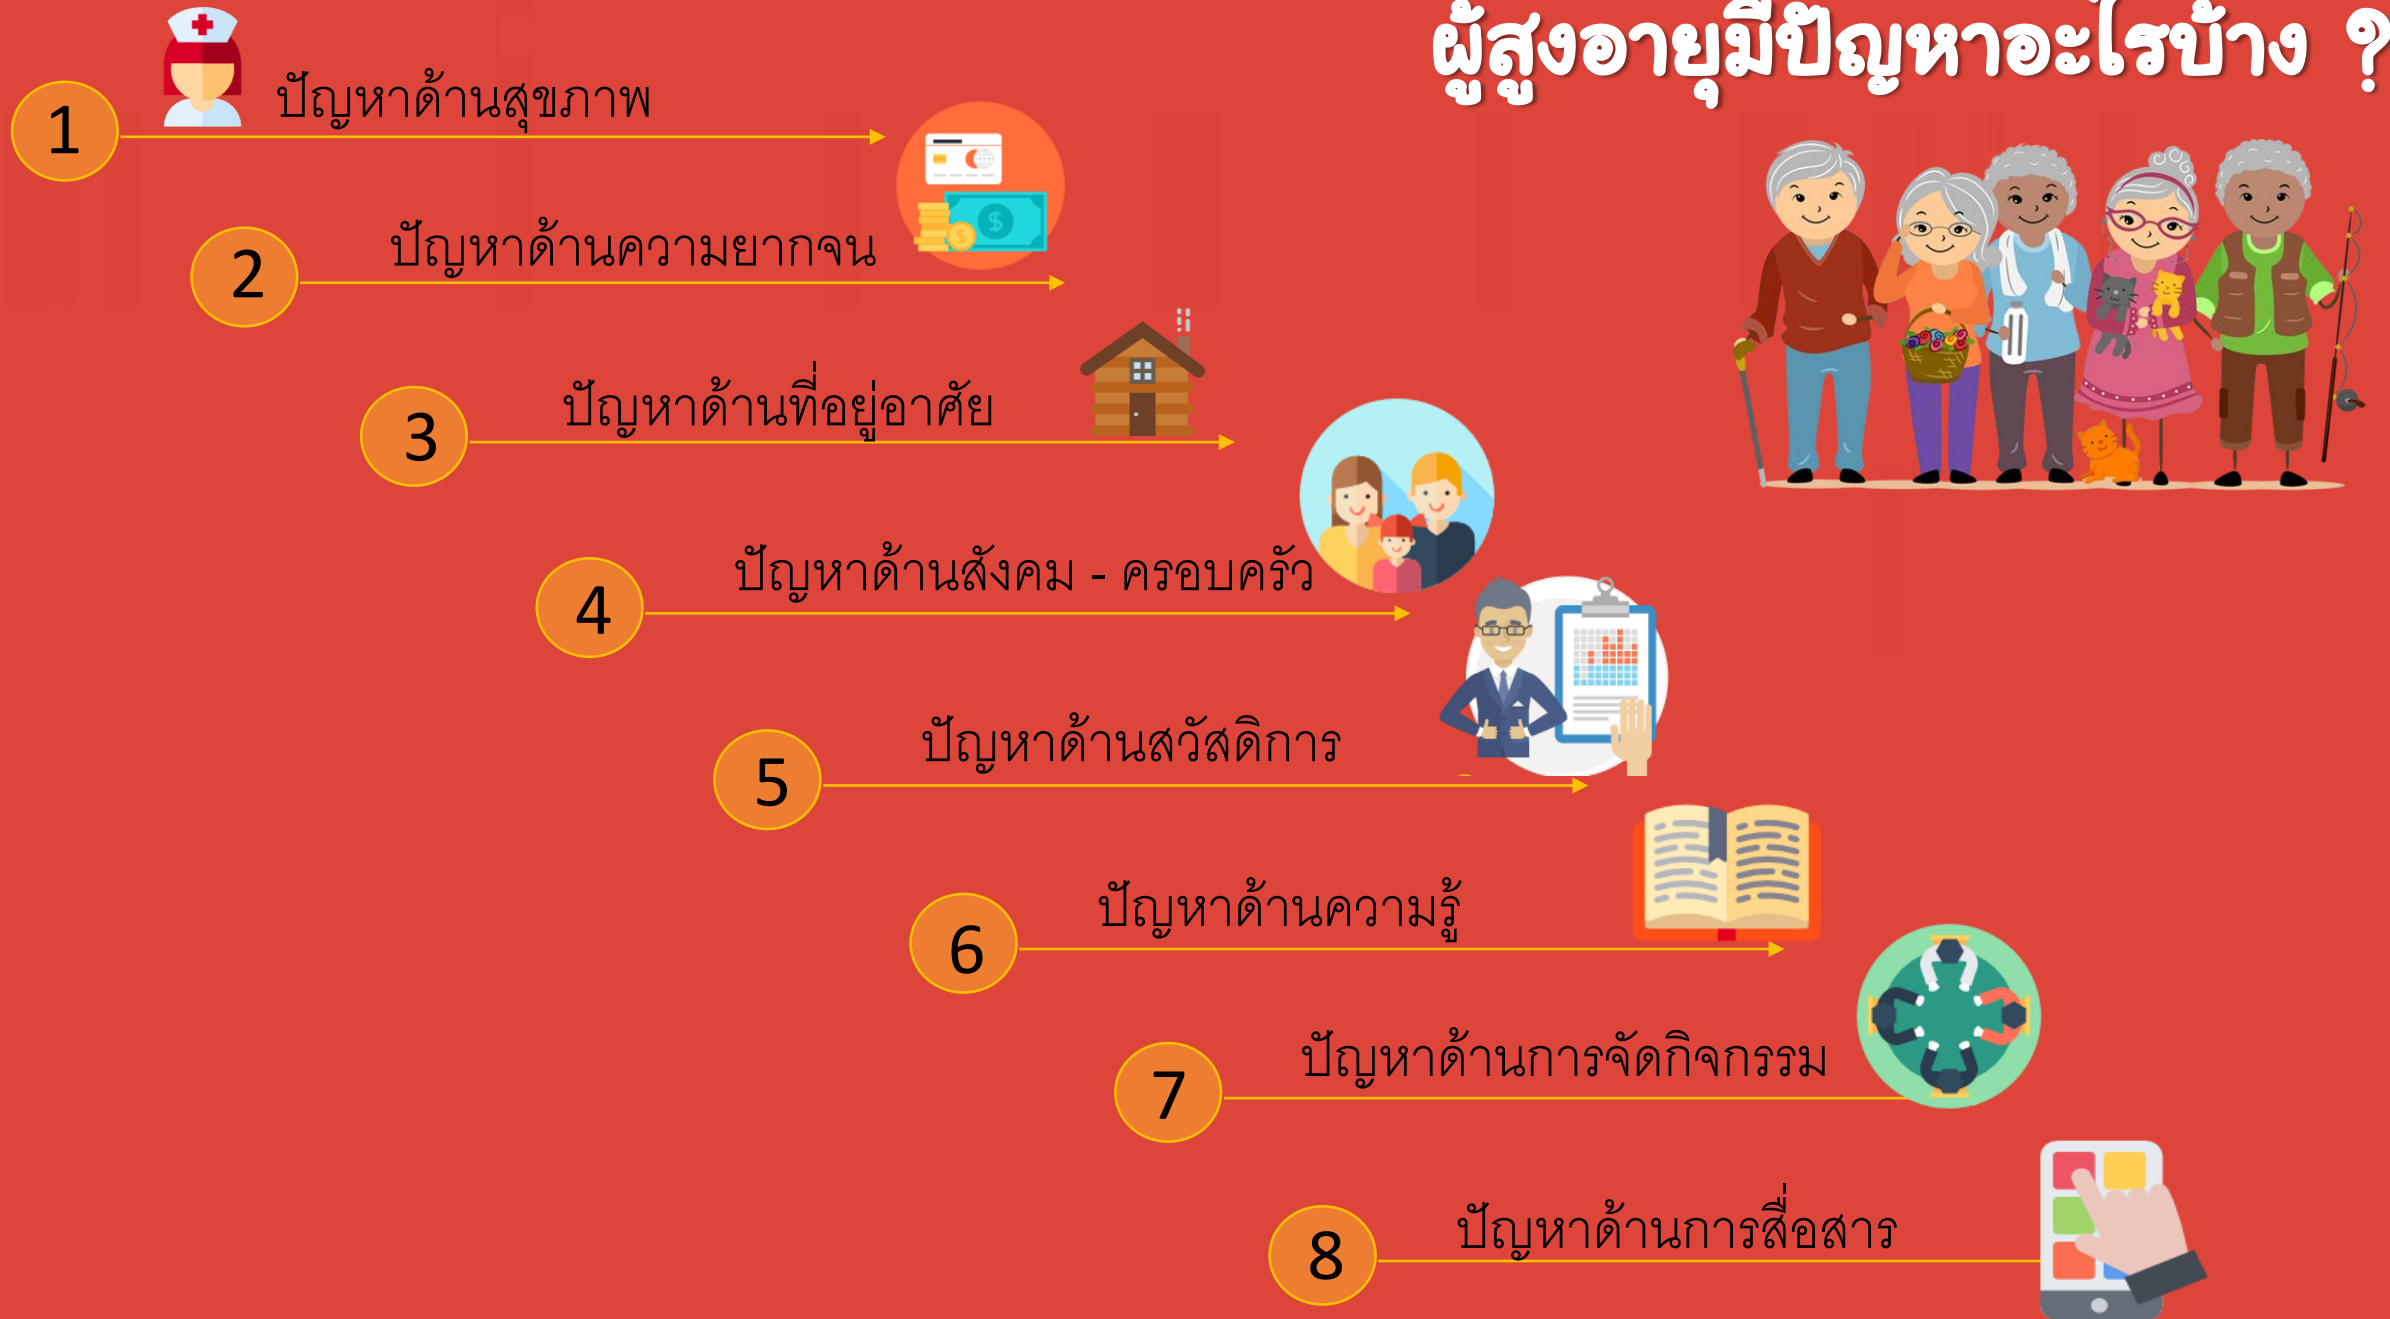 ผู้สูงอายุมีปัญหาอะไรบ้าง ?
1 ปัญหาด้านสุขภาพ
2 ปัญหาด้านความยากจน
3 ปัญหาด้านที่อยู่อาศัย
4 ปัญหาด้านสังคม - ครอบครัว
5 ปัญหาด้านสวัสดิการ
6 ปัญหาด้านความรู้
7 ปัญหาด้านการจัดกิจกรรม
8 ปัญหาด้านการสื่อสาร